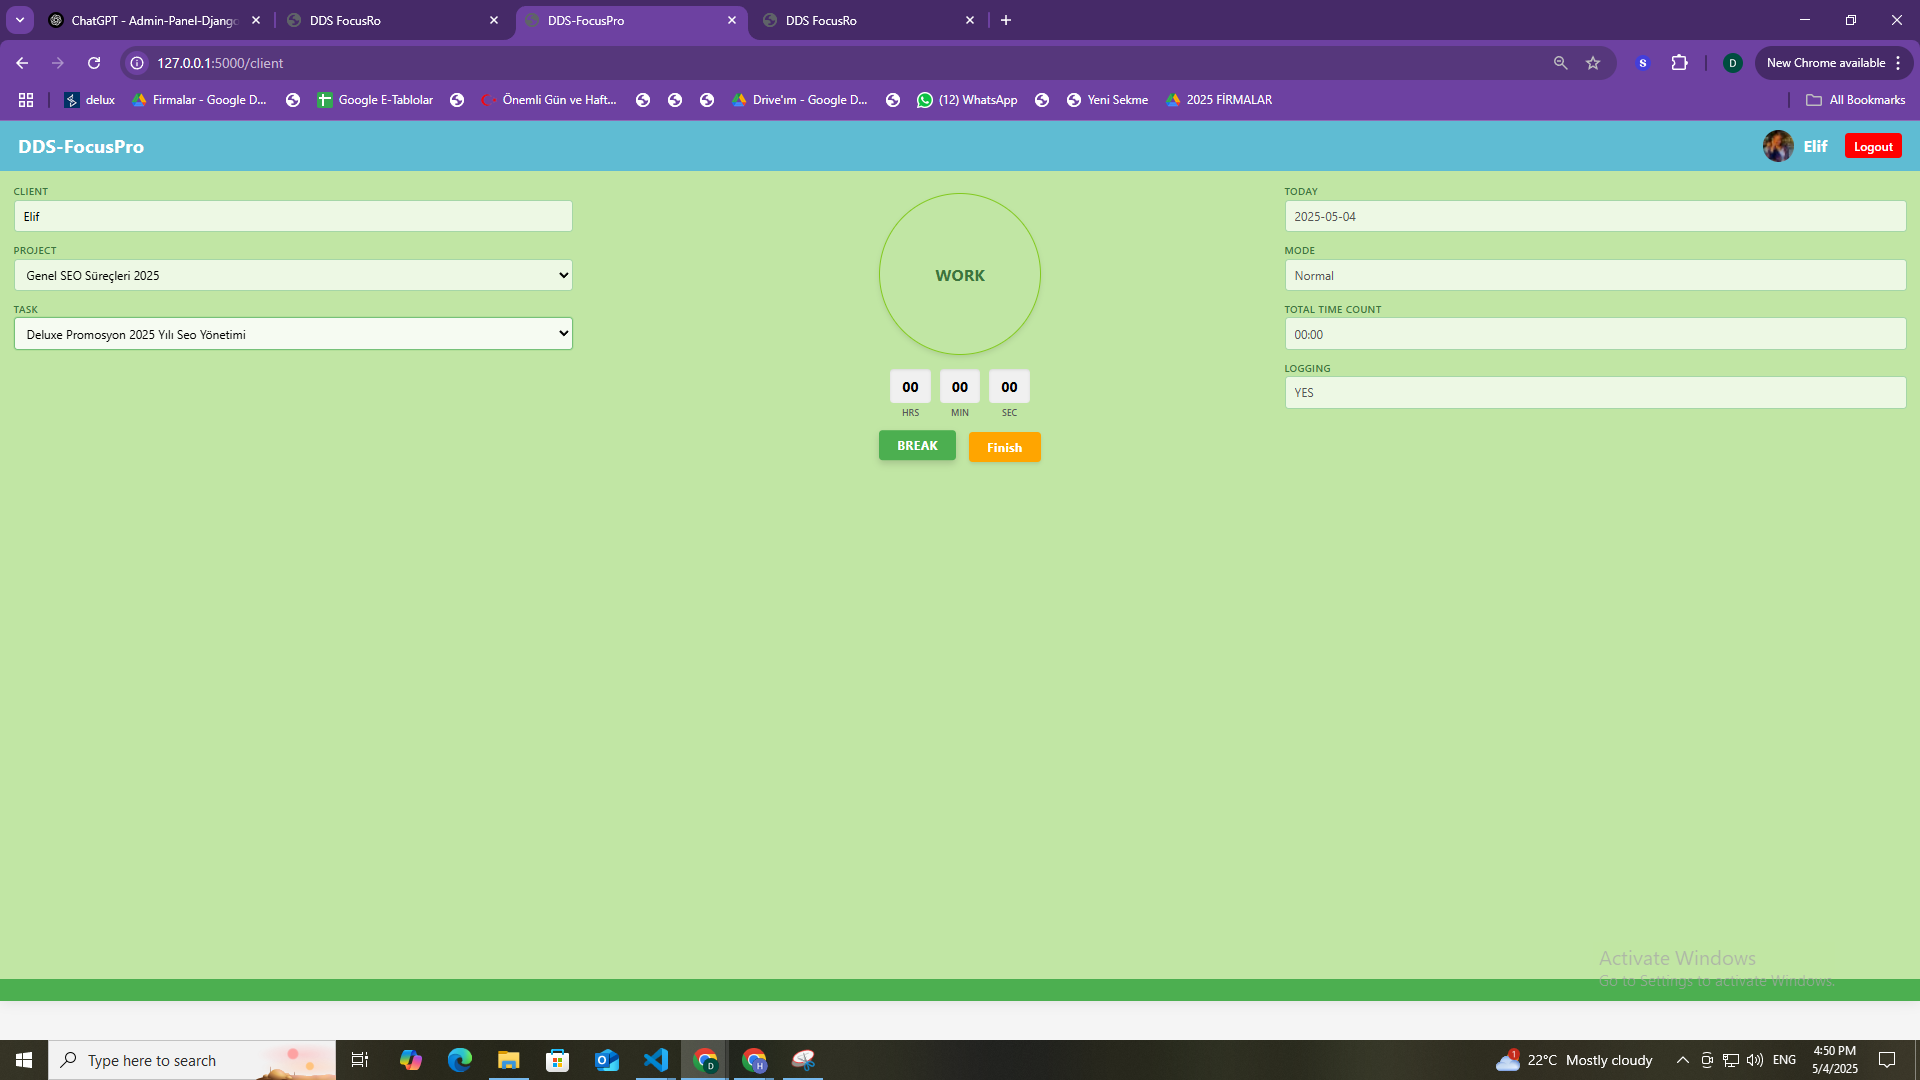 ChatGPT - Admin-Panel-Django
DDS FocusRo
DDS-FocusPro
DDS FocusRo
127.0.0.1:5000/client
S
D
New Chrome available
delux
Firmalar - Google D...
Google E-Tablolar
Önemli Gün ve Haft...
Drive'ım - Google D...
(12) WhatsApp
Yeni Sekme
2025 FİRMALAR
All Bookmarks
DDS-FocusPro
Elif
Logout
CLIENT
Elif
PROJECT
Genel SEO Süreçleri 2025
TASK
Deluxe Promosyon 2025 Yılı Seo Yönetimi
WORK
00 00 00
HRS MIN SEC
BREAK
Finish
TODAY
2025-05-04
MODE
Normal
TOTAL TIME COUNT
00:00
LOGGING
YES
Activate Windows
Go to Settings to activate Windows.
Type here to search
D
H
1
22°C Mostly cloudy
ENG
4:50 PM
5/4/2025